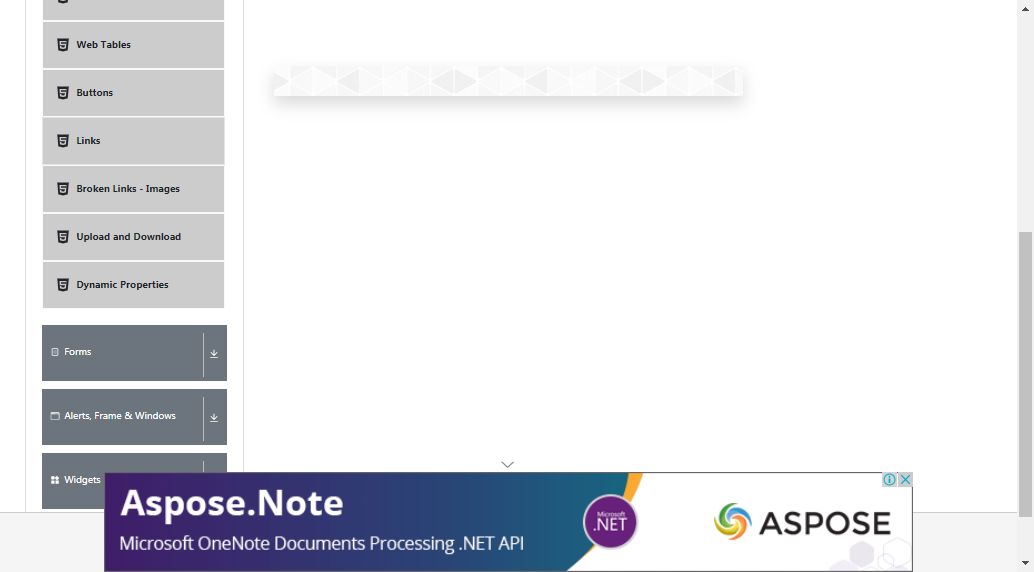 Web Tables
Buttons
Links
Broken Links - Images
Upload and Download
Dynamic Properties
Forms
Alerts, Frame & Windows
Widgets
Aspose.Note
Microsoft OneNote Documents Processing .NET API
Microsoft
.NET
ASPOSE